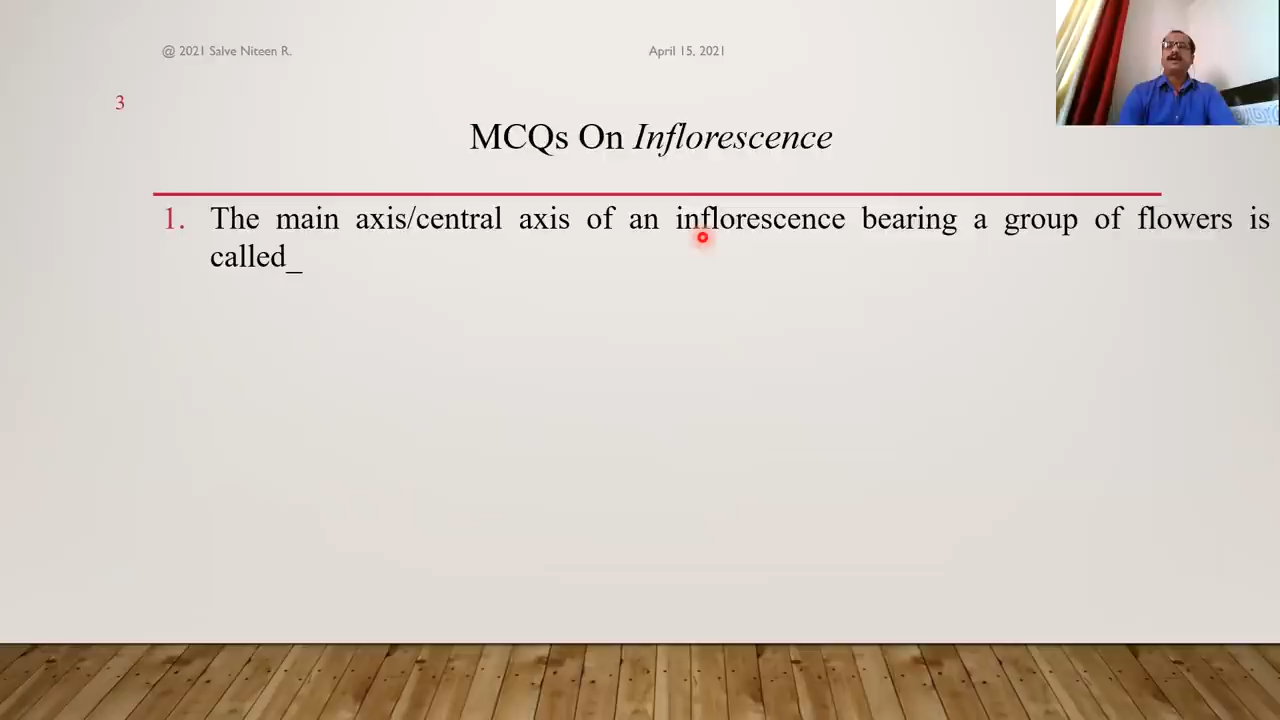 @ 2021 Salve Niteen R.
April 15, 2021
3
MCQs On Inflorescence
1. The main axis/central axis of an inflorescence bearing a group of flowers is
called_